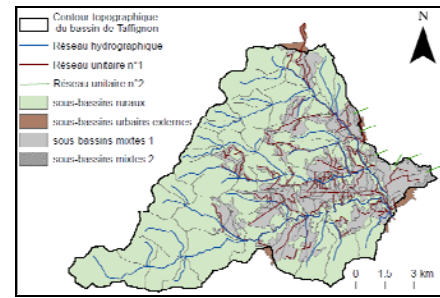 Contour topographique
du bassin de Taffignon
Réseau hydrographique
Réseau unitaire n°1
Réseau unitaire n°2
sous-bassins ruraux
sous-bassins urbains externes
sous bassins mixtes 1
sous-bassins mixtes 2
N
0 1.5 3 km